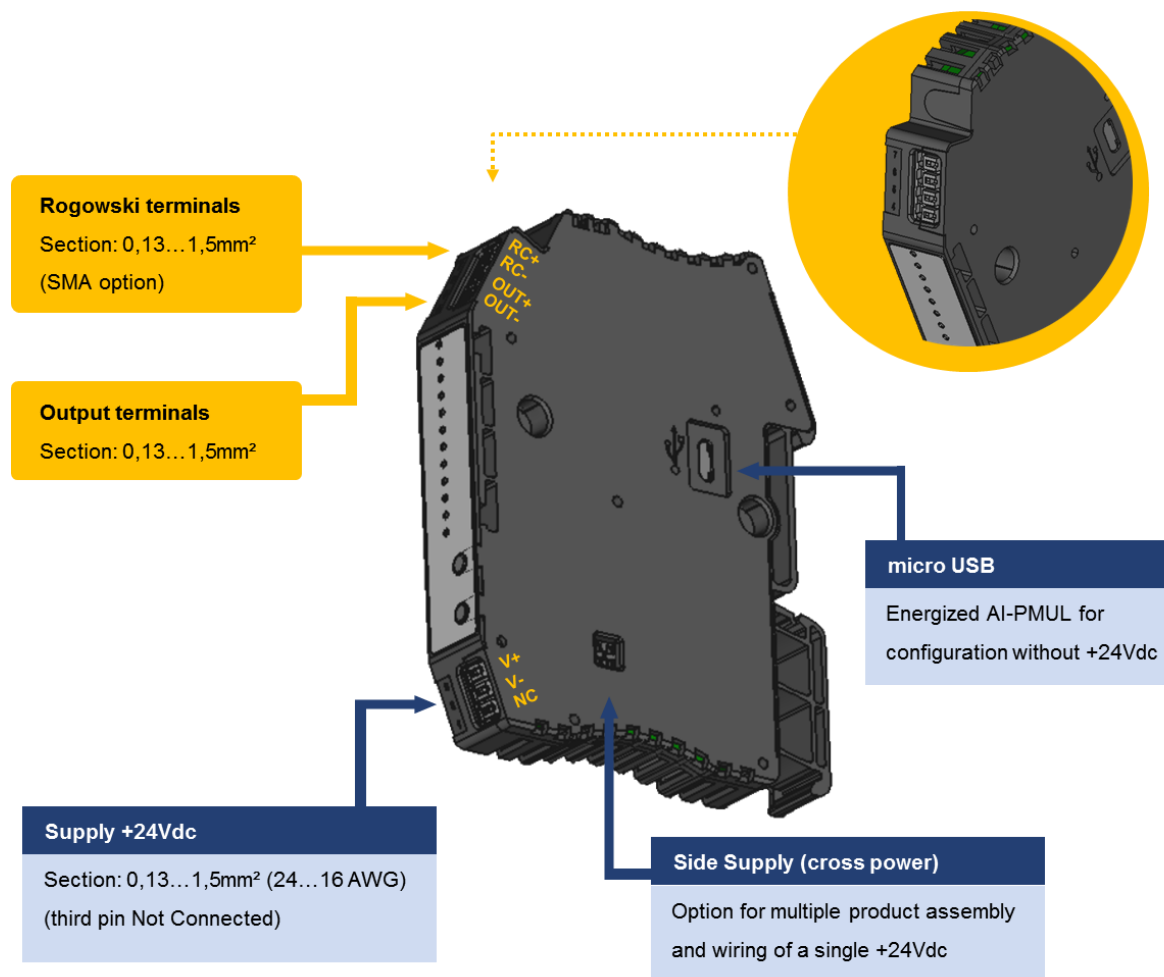 Rogowski terminals
Section: 0,13…1,5mm²
(SMA option)
Output terminals
Section: 0,13…1,5mm²
RC+
RC-
OUT+
OUT-
V+
V-
NC
micro USB
Energized AI-PMUL for
configuration without +24Vdc
Supply +24Vdc
Section: 0,13…1,5mm² (24…16 AWG)
(third pin Not Connected)
Side Supply (cross power)
Option for multiple product assembly
and wiring of a single +24Vdc